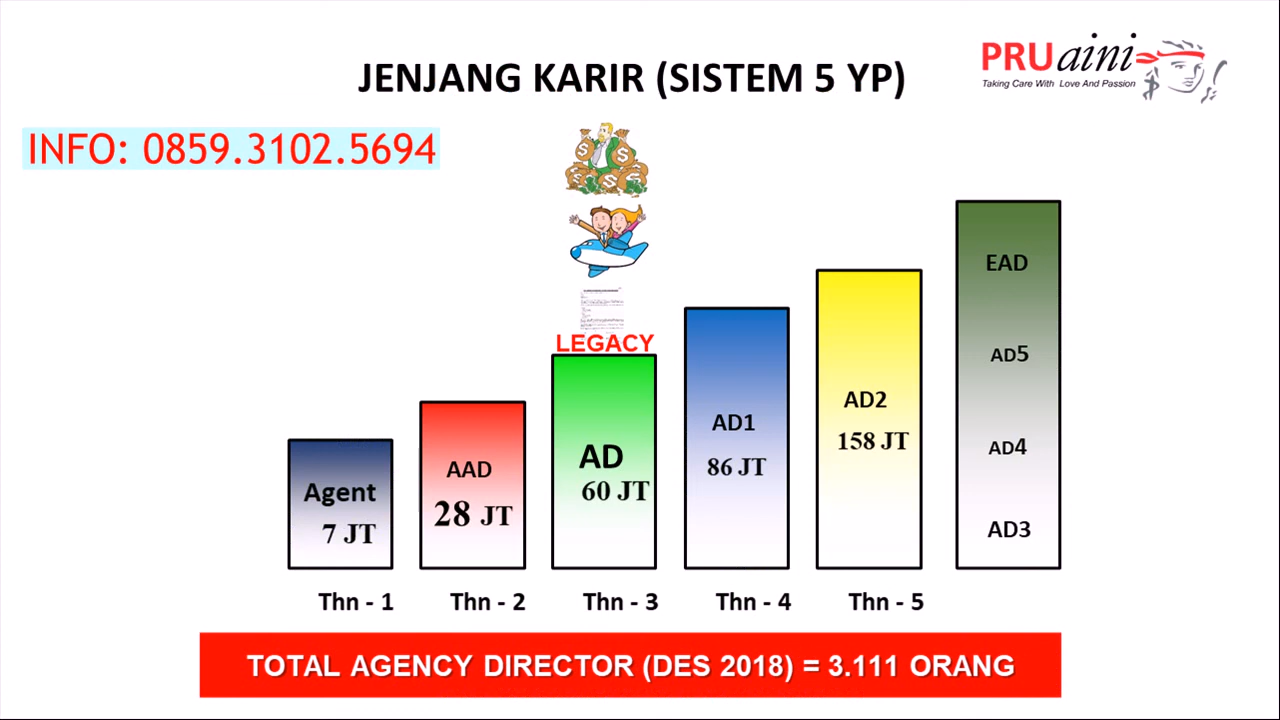 JENJANG KARIR (SISTEM 5 YP)
PRUaini
Taking Care With Love And Passion
INFO: 0859.3102.5694
LEGACY
Agent
7 JT
AAD
28 JT
AD
60 JT
AD1
86 JT
AD2
158 JT
EAD
AD5
AD4
AD3
Thn - 1
Thn - 2
Thn - 3
Thn - 4
Thn - 5
TOTAL AGENCY DIRECTOR (DES 2018) = 3.111 ORANG